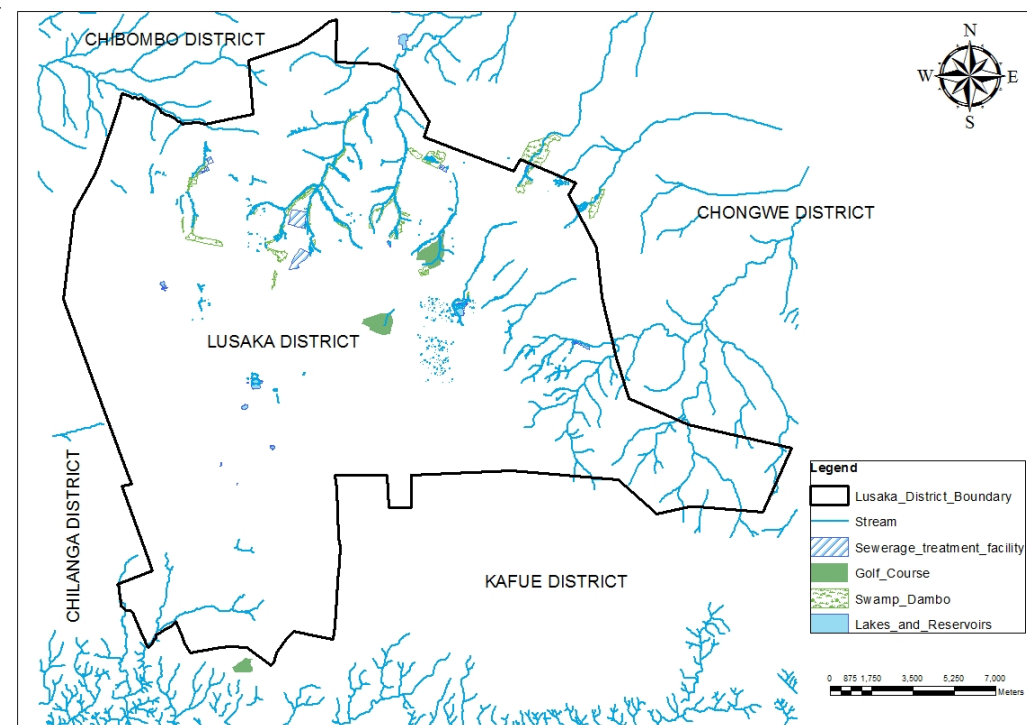 CHIBOMBO DISTRICT
N
W
E
S
CHONGWE DISTRICT
LUSAKA DISTRICT
CHILANGA DISTRICT
KAFUE DISTRICT
Legend
Lusaka_District_Boundary
Stream
Sewerage_treatment_facility
Golf_Course
Swamp_Dambo
Lakes_and_Reservoirs
0 875 1,750 3,500 5,250 7,000
Meters